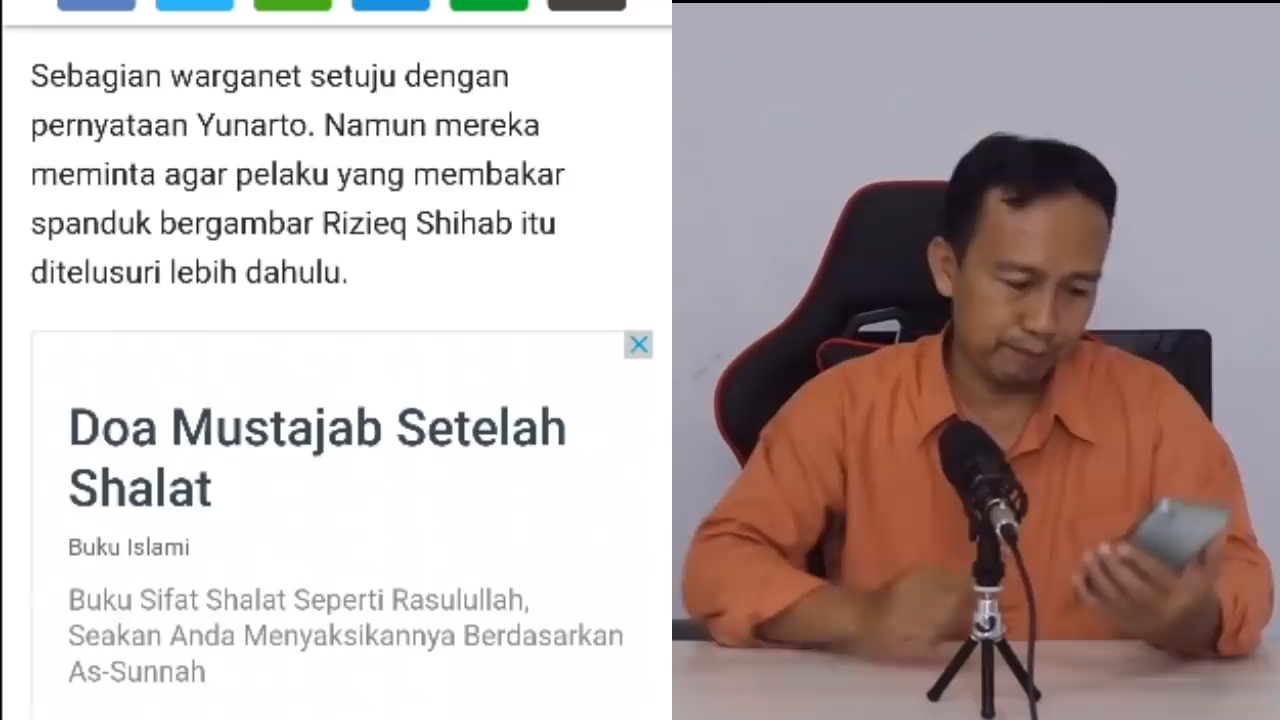 Sebagian warganet setuju dengan
pernyataan Yunarto. Namun mereka
meminta agar pelaku yang membakar
spanduk bergambar Rizieq Shihab itu
ditelusuri lebih dahulu.
Doa Mustajab Setelah
Shalat
Buku Islami
Buku Sifat Shalat Seperti Rasulullah,
Seakan Anda Menyaksikannya Berdasarkan
As-Sunnah